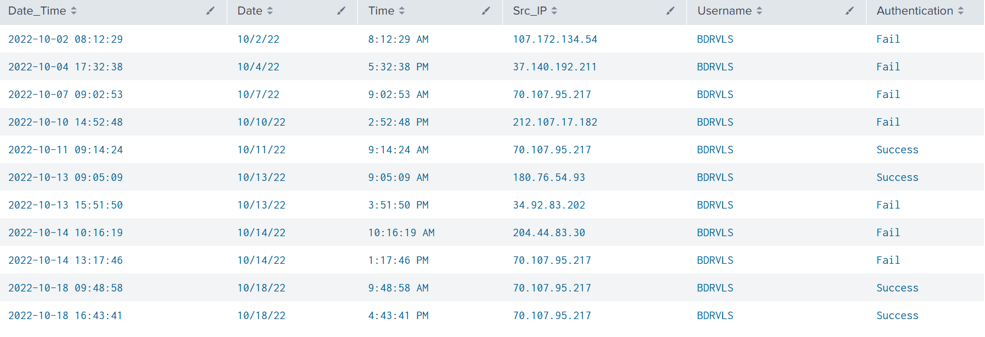 Date_Time Date Time Src_IP Username Authentication
2022-10-02 08:12:29 10/2/22 8:12:29 AM 107.172.134.54 BDRVLS Fail
2022-10-04 17:32:38 10/4/22 5:32:38 PM 37.140.192.211 BDRVLS Fail
2022-10-07 09:02:53 10/7/22 9:02:53 AM 70.107.95.217 BDRVLS Fail
2022-10-10 14:52:48 10/10/22 2:52:48 PM 212.107.17.182 BDRVLS Fail
2022-10-11 09:14:24 10/11/22 9:14:24 AM 70.107.95.217 BDRVLS Success
2022-10-13 09:05:09 10/13/22 9:05:09 AM 180.76.54.93 BDRVLS Success
2022-10-13 15:51:50 10/13/22 3:51:50 PM 34.92.83.202 BDRVLS Fail
2022-10-14 10:16:19 10/14/22 10:16:19 AM 204.44.83.30 BDRVLS Fail
2022-10-14 13:17:46 10/14/22 1:17:46 PM 70.107.95.217 BDRVLS Fail
2022-10-18 09:48:58 10/18/22 9:48:58 AM 70.107.95.217 BDRVLS Success
2022-10-18 16:43:41 10/18/22 4:43:41 PM 70.107.95.217 BDRVLS Success